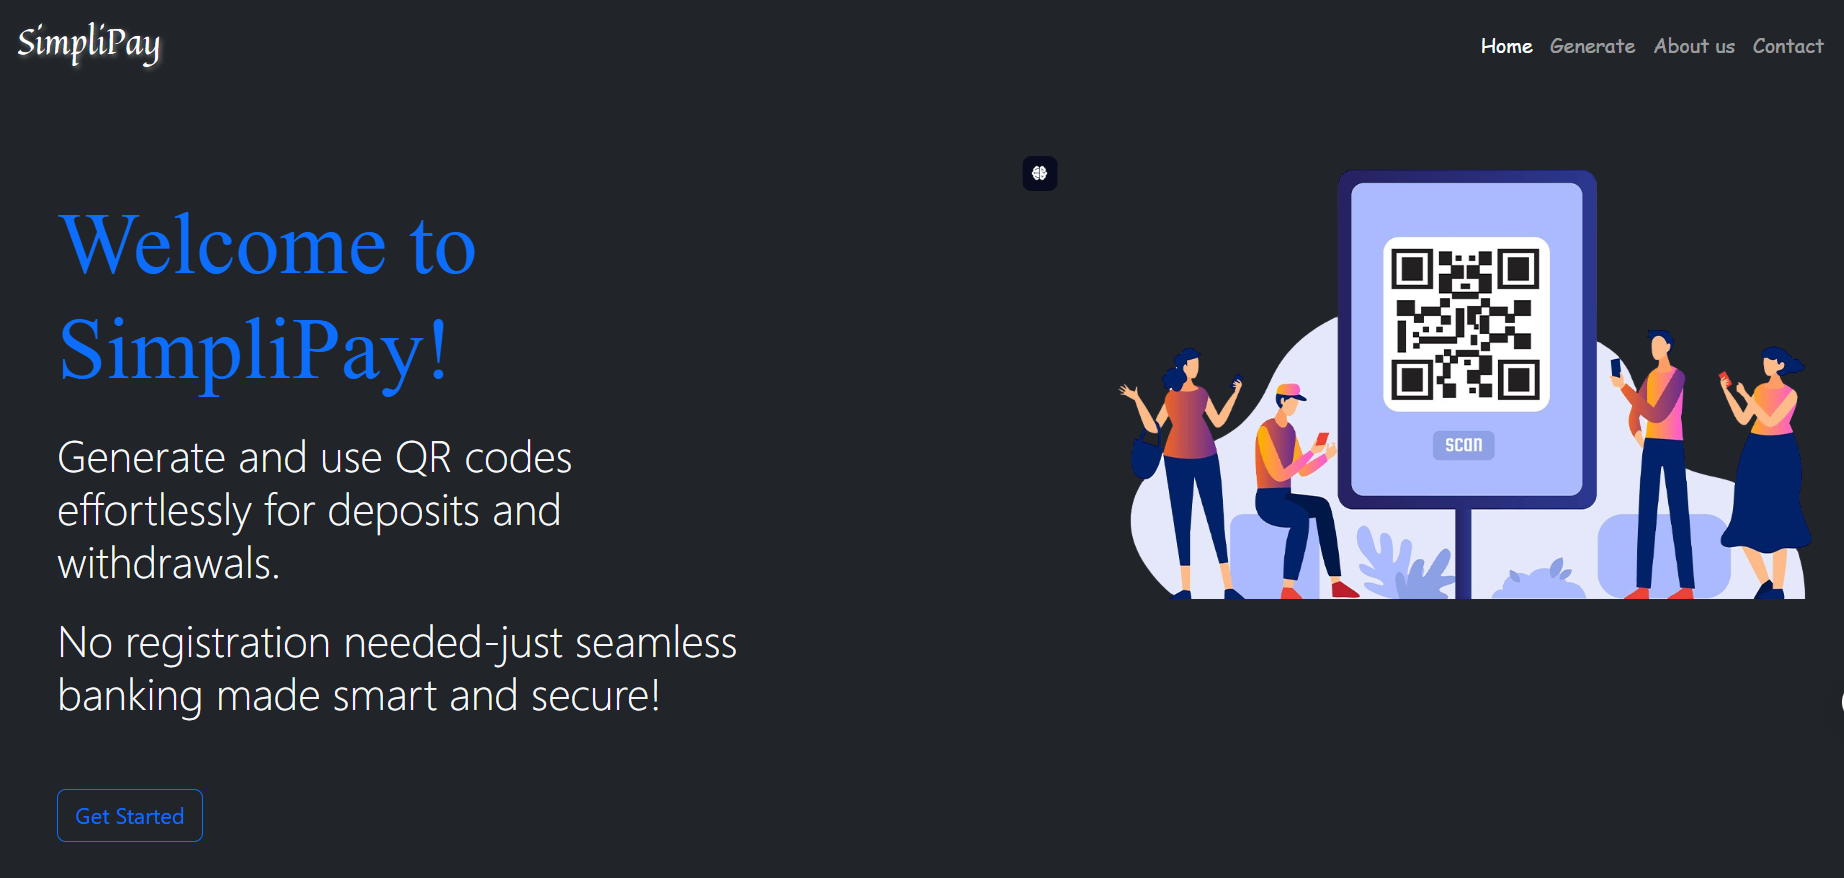 SimpliPay
Home Generate About us Contact
Welcome to
SimpliPay!
Generate and use QR codes
effortlessly for deposits and
withdrawals.
No registration needed-just seamless
banking made smart and secure!
Get Started
SCAN